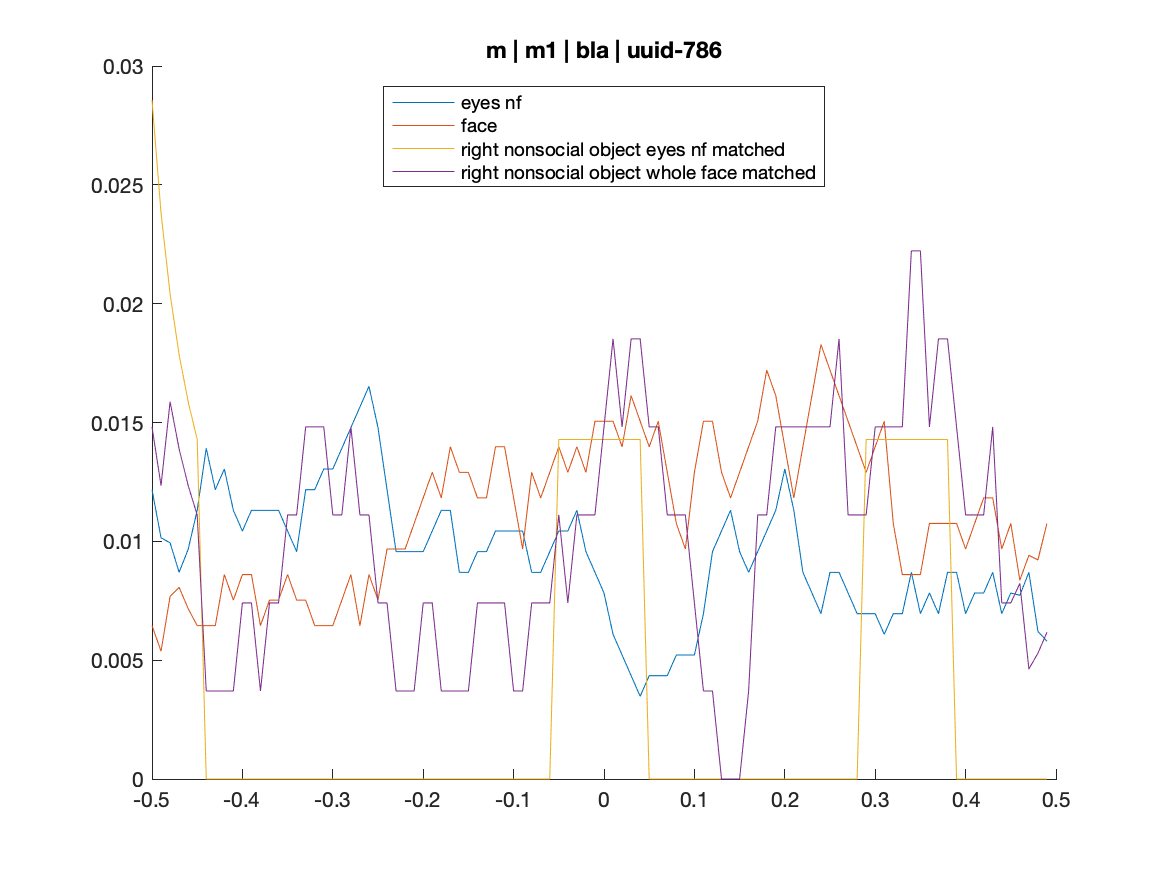 m | m1 | bla | uuid-786
eyes nf
face
right nonsocial object eyes nf matched
right nonsocial object whole face matched
0.03
0.025
0.02
0.015
0.01
0.005
0
-0.5 -0.4 -0.3 -0.2 -0.1 0 0.1 0.2 0.3 0.4 0.5